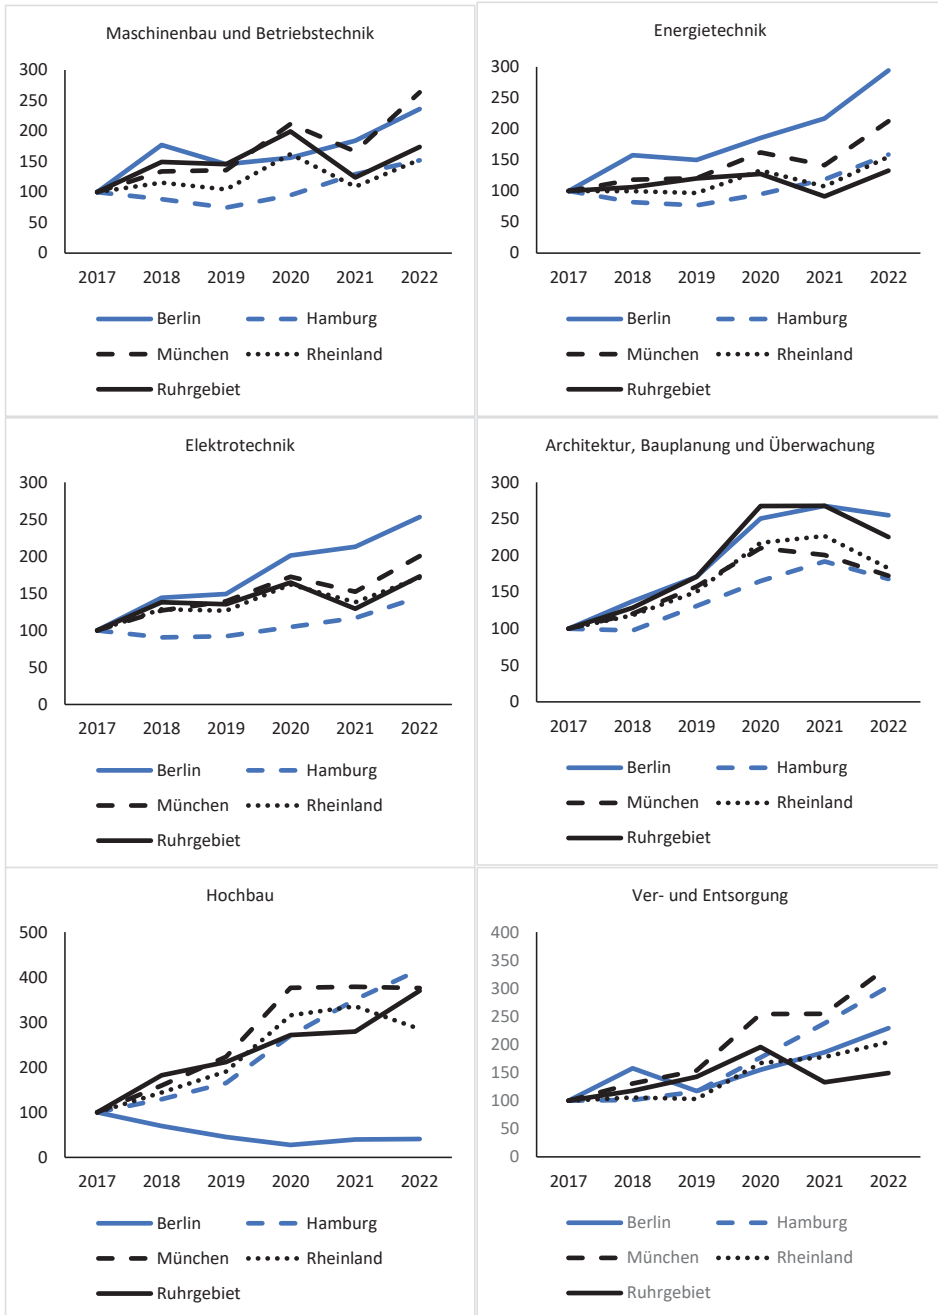 Maschinenbau und Betriebstechnik
300
250
200
150
100
50
0
2017 2018 2019 2020 2021 2022
Berlin Hamburg
München Rheinland
Ruhrgebiet
Energietechnik
300
250
200
150
100
50
0
2017 2018 2019 2020 2021 2022
Berlin Hamburg
München Rheinland
Ruhrgebiet
Elektrotechnik
300
250
200
150
100
50
0
2017 2018 2019 2020 2021 2022
Berlin Hamburg
München Rheinland
Ruhrgebiet
Architektur, Bauplanung und Überwachung
300
250
200
150
100
50
0
2017 2018 2019 2020 2021 2022
Berlin Hamburg
München Rheinland
Ruhrgebiet
Hochbau
500
400
300
200
100
0
2017 2018 2019 2020 2021 2022
Berlin Hamburg
München Rheinland
Ruhrgebiet
Ver- und Entsorgung
400
350
300
250
200
150
100
50
0
2017 2018 2019 2020 2021 2022
Berlin Hamburg
München Rheinland
Ruhrgebiet